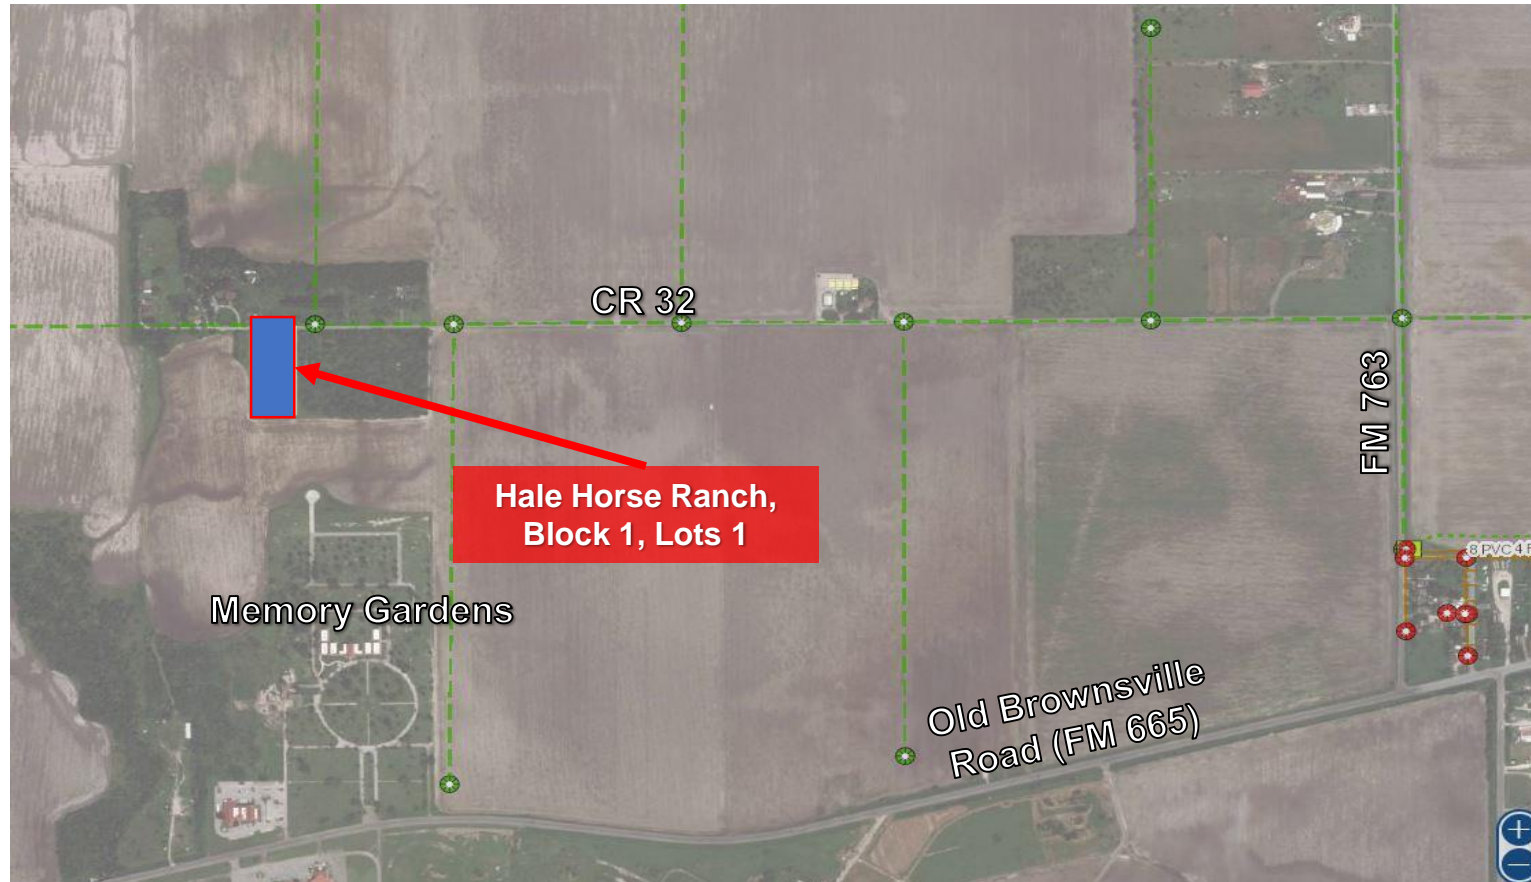 CR 32
FM 763
Hale Horse Ranch,
Block 1, Lots 1
8 PVC 4 F
Memory Gardens
Old Brownsville
Road (FM 665)
+
−